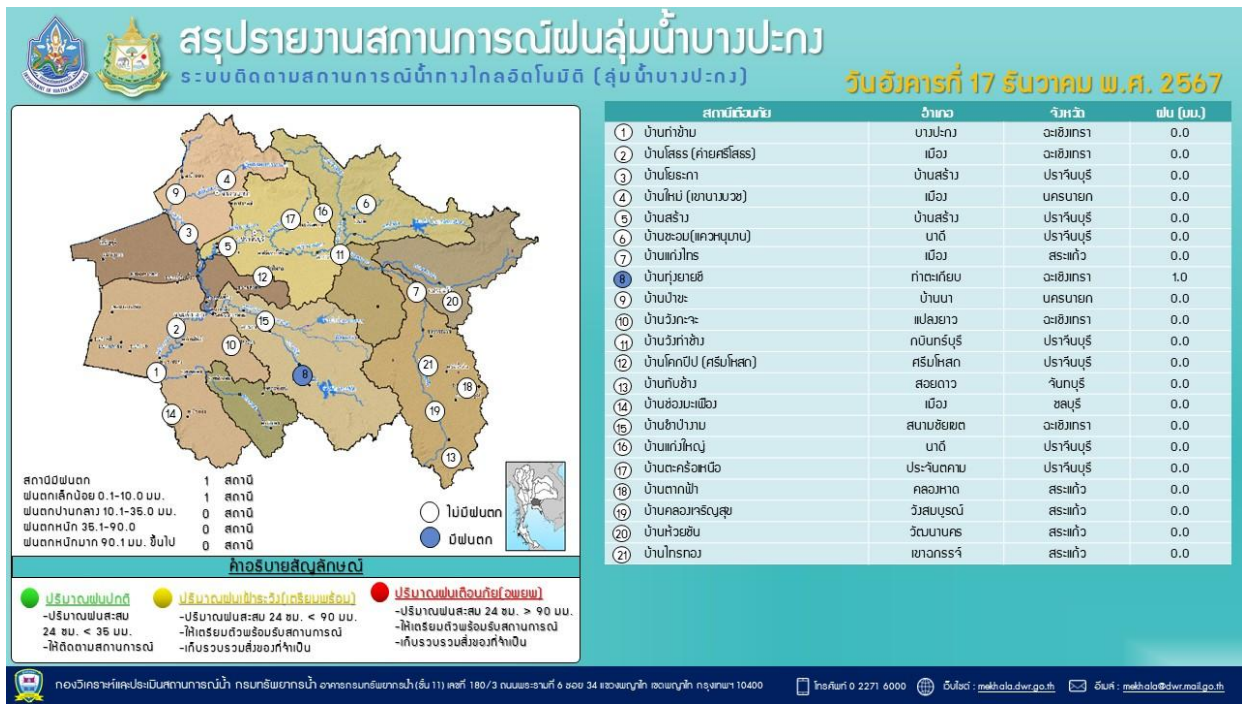 สรุปรายงานสถานการณ์ฝนลุ่มน้ำบางปะกง
ระบบติดตามสถานการณ์น้ำทางไกลอัตโนมัติ (ลุ่มน้ำบางปะกง)
วันอังคารที่ 17 ธันวาคม พ.ศ. 2567
สถานีเตือนภัย อำเภอ จังหวัด ฝน (มม.)
1 บ้านท่าข้าม บางปะกง ฉะเชิงเทรา 0.0
2 บ้านโสธร (ค่ายศรีโสธร) เมือง ฉะเชิงเทรา 0.0
3 บ้านโยธะกา บ้านสร้าง ปราจีนบุรี 0.0
4 บ้านใหม่ (เขานางบวช) เมือง นครนายก 0.0
5 บ้านสร้าง บ้านสร้าง ปราจีนบุรี 0.0
6 บ้านชะอม(แควหนุมาน) นาดี ปราจีนบุรี 0.0
7 บ้านแก่งไทร เมือง สระแก้ว 0.0
8 บ้านทุ่งยายชี ท่าตะเกียบ ฉะเชิงเทรา 1.0
9 บ้านป่าขะ บ้านนา นครนายก 0.0
10 บ้านวังกะจะ แปลงยาว ฉะเชิงเทรา 0.0
11 บ้านวังท่าช้าง กบินทร์บุรี ปราจีนบุรี 0.0
12 บ้านโคกปีป (ศรีมโหสถ) ศรีมโหสถ ปราจีนบุรี 0.0
13 บ้านทับช้าง สอยดาว จันทบุรี 0.0
14 บ้านช่องมะเฟือง เมือง ชลบุรี 0.0
15 บ้านชำป่างาม สนามชัยเขต ฉะเชิงเทรา 0.0
16 บ้านแก่งใหญ่ นาดี ปราจีนบุรี 0.0
17 บ้านตะคร้อเหนือ ประจันตคาม ปราจีนบุรี 0.0
18 บ้านตากฟ้า คลองหาด สระแก้ว 0.0
19 บ้านคลองเจริญสุข วังสมบูรณ์ สระแก้ว 0.0
20 บ้านห้วยชัน วัฒนานคร สระแก้ว 0.0
21 บ้านไทรทอง เขาฉกรรจ์ สระแก้ว 0.0
4
9
16
6
17
3
5
11
12
7
20
15
2
10
1
8
21
18
14
19
13
สถานีมีฝนตก 1 สถานี
ฝนตกเล็กน้อย 0.1-10.0 มม. 1 สถานี
ฝนตกปานกลาง 10.1-35.0 มม. 0 สถานี
ฝนตกหนัก 35.1-90.0 0 สถานี
ฝนตกหนักมาก 90.1 มม. ขึ้นไป 0 สถานี
ไม่มีฝนตก
มีฝนตก
คำอธิบายสัญลักษณ์
ปริมาณฝนปกติ
-ปริมาณฝนสะสม
24 ชม. < 35 มม.
-ให้ติดตามสถานการณ์
ปริมาณฝนเฝ้าระวัง(เตรียมพร้อม)
-ปริมาณฝนสะสม 24 ชม. < 90 มม.
-ให้เตรียมตัวพร้อมรับสถานการณ์
-เก็บรวบรวมสิ่งของที่จำเป็น
ปริมาณฝนเตือนภัย(อพยพ)
-ปริมาณฝนสะสม 24 ชม. > 90 มม.
-ให้เตรียมตัวพร้อมรับสถานการณ์
-เก็บรวบรวมสิ่งของที่จำเป็น
กองวิเคราะห์และประเมินสถานการณ์น้ำ กรมทรัพยากรน้ำ อาคารกรมทรัพยากรน้ำ (ชั้น 11) เลขที่ 180/3 ถนนพระรามที่ 6 ซอย 34 แขวงพญาไท เขตพญาไท กรุงเทพฯ 10400 โทรศัพท์ 0 2271 6000 เว็บไซต์ : mekhala.dwr.go.th อีเมล์ : mekhala@dwr.mail.go.th